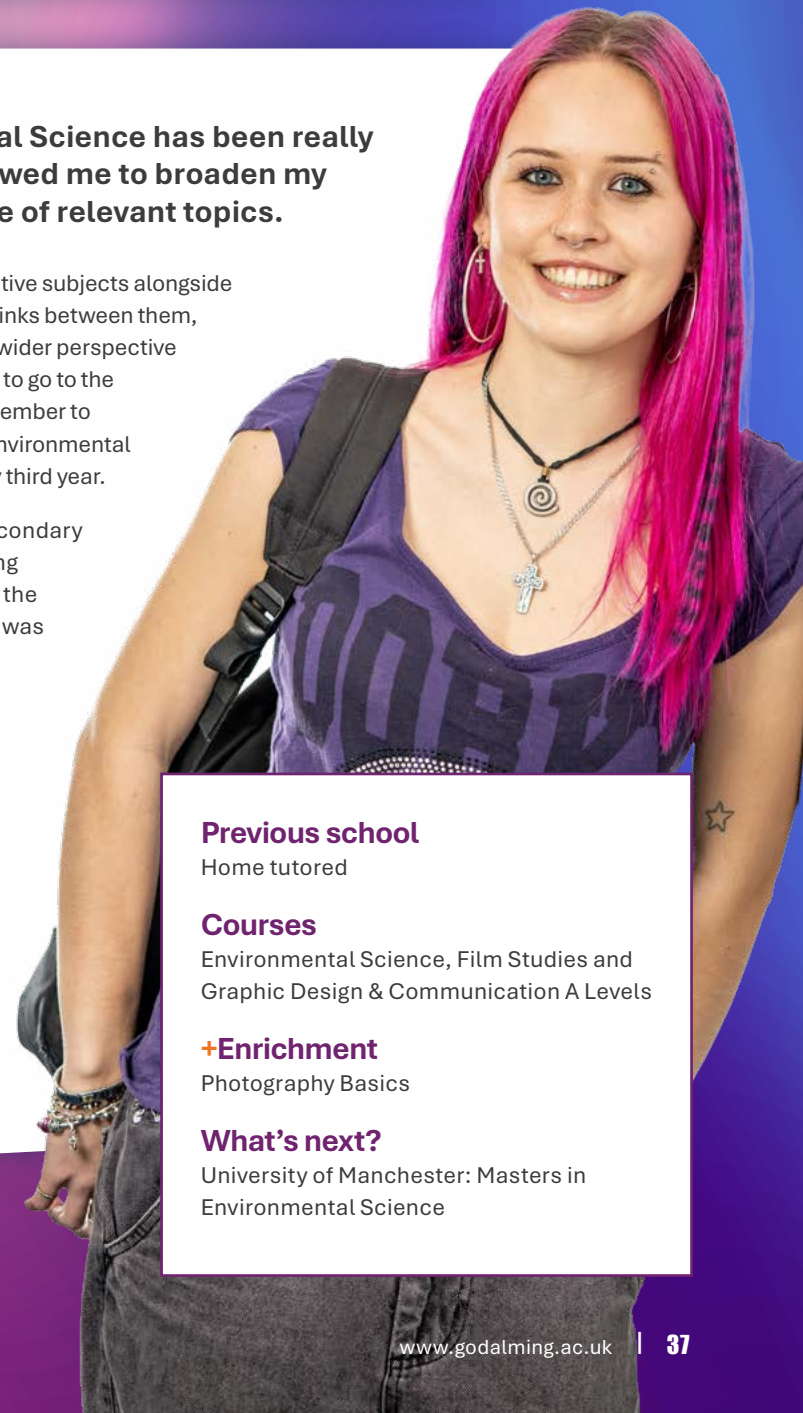 al Science has been really
wed me to broaden my
e of relevant topics.
tive subjects alongside
inks between them,
wider perspective
to go to the
ember to
nvironmental
third year.
condary
ng
the
was
DORK
Previous school
Home tutored
Courses
Environmental Science, Film Studies and
Graphic Design & Communication A Levels
+Enrichment
Photography Basics
What’s next?
University of Manchester: Masters in
Environmental Science
www.godalming.ac.uk | 37